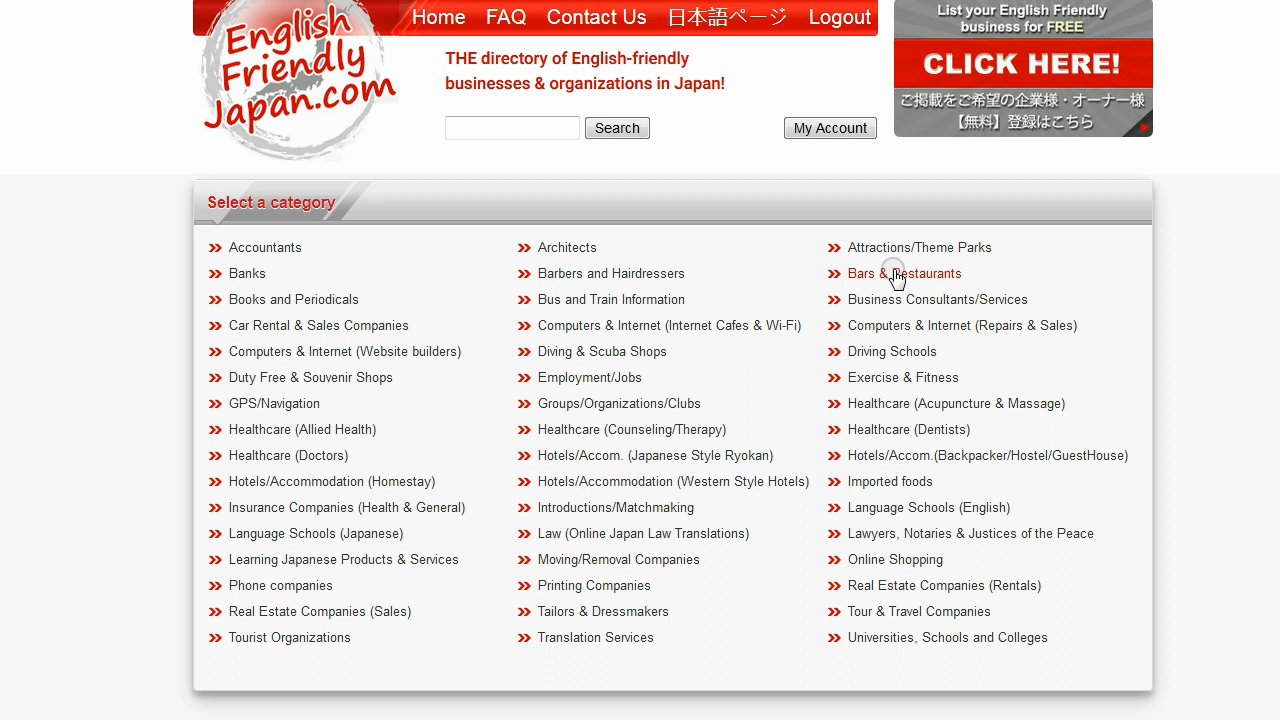 English
Friendly
Japan.com
Home FAQ Contact Us 日本語ページ Logout
THE directory of English-friendly
businesses & organizations in Japan!
Search
My Account
List your English Friendly
business for FREE
CLICK HERE!
ご掲載をご希望の企業様・オーナー様
【無料】登録はこちら
Select a category
Accountants Architects Attractions/Theme Parks
Banks Barbers and Hairdressers Bars & Restaurants
Books and Periodicals Bus and Train Information Business Consultants/Services
Car Rental & Sales Companies Computers & Internet (Internet Cafes & Wi-Fi) Computers & Internet (Repairs & Sales)
Computers & Internet (Website builders) Diving & Scuba Shops Driving Schools
Duty Free & Souvenir Shops Employment/Jobs Exercise & Fitness
GPS/Navigation Groups/Organizations/Clubs Healthcare (Acupuncture & Massage)
Healthcare (Allied Health) Healthcare (Counseling/Therapy) Healthcare (Dentists)
Healthcare (Doctors) Hotels/Accom. (Japanese Style Ryokan) Hotels/Accom.(Backpacker/Hostel/GuestHouse)
Hotels/Accommodation (Homestay) Hotels/Accommodation (Western Style Hotels) Imported foods
Insurance Companies (Health & General) Introductions/Matchmaking Language Schools (English)
Language Schools (Japanese) Law (Online Japan Law Translations) Lawyers, Notaries & Justices of the Peace
Learning Japanese Products & Services Moving/Removal Companies Online Shopping
Phone companies Printing Companies Real Estate Companies (Rentals)
Real Estate Companies (Sales) Tailors & Dressmakers Tour & Travel Companies
Tourist Organizations Translation Services Universities, Schools and Colleges